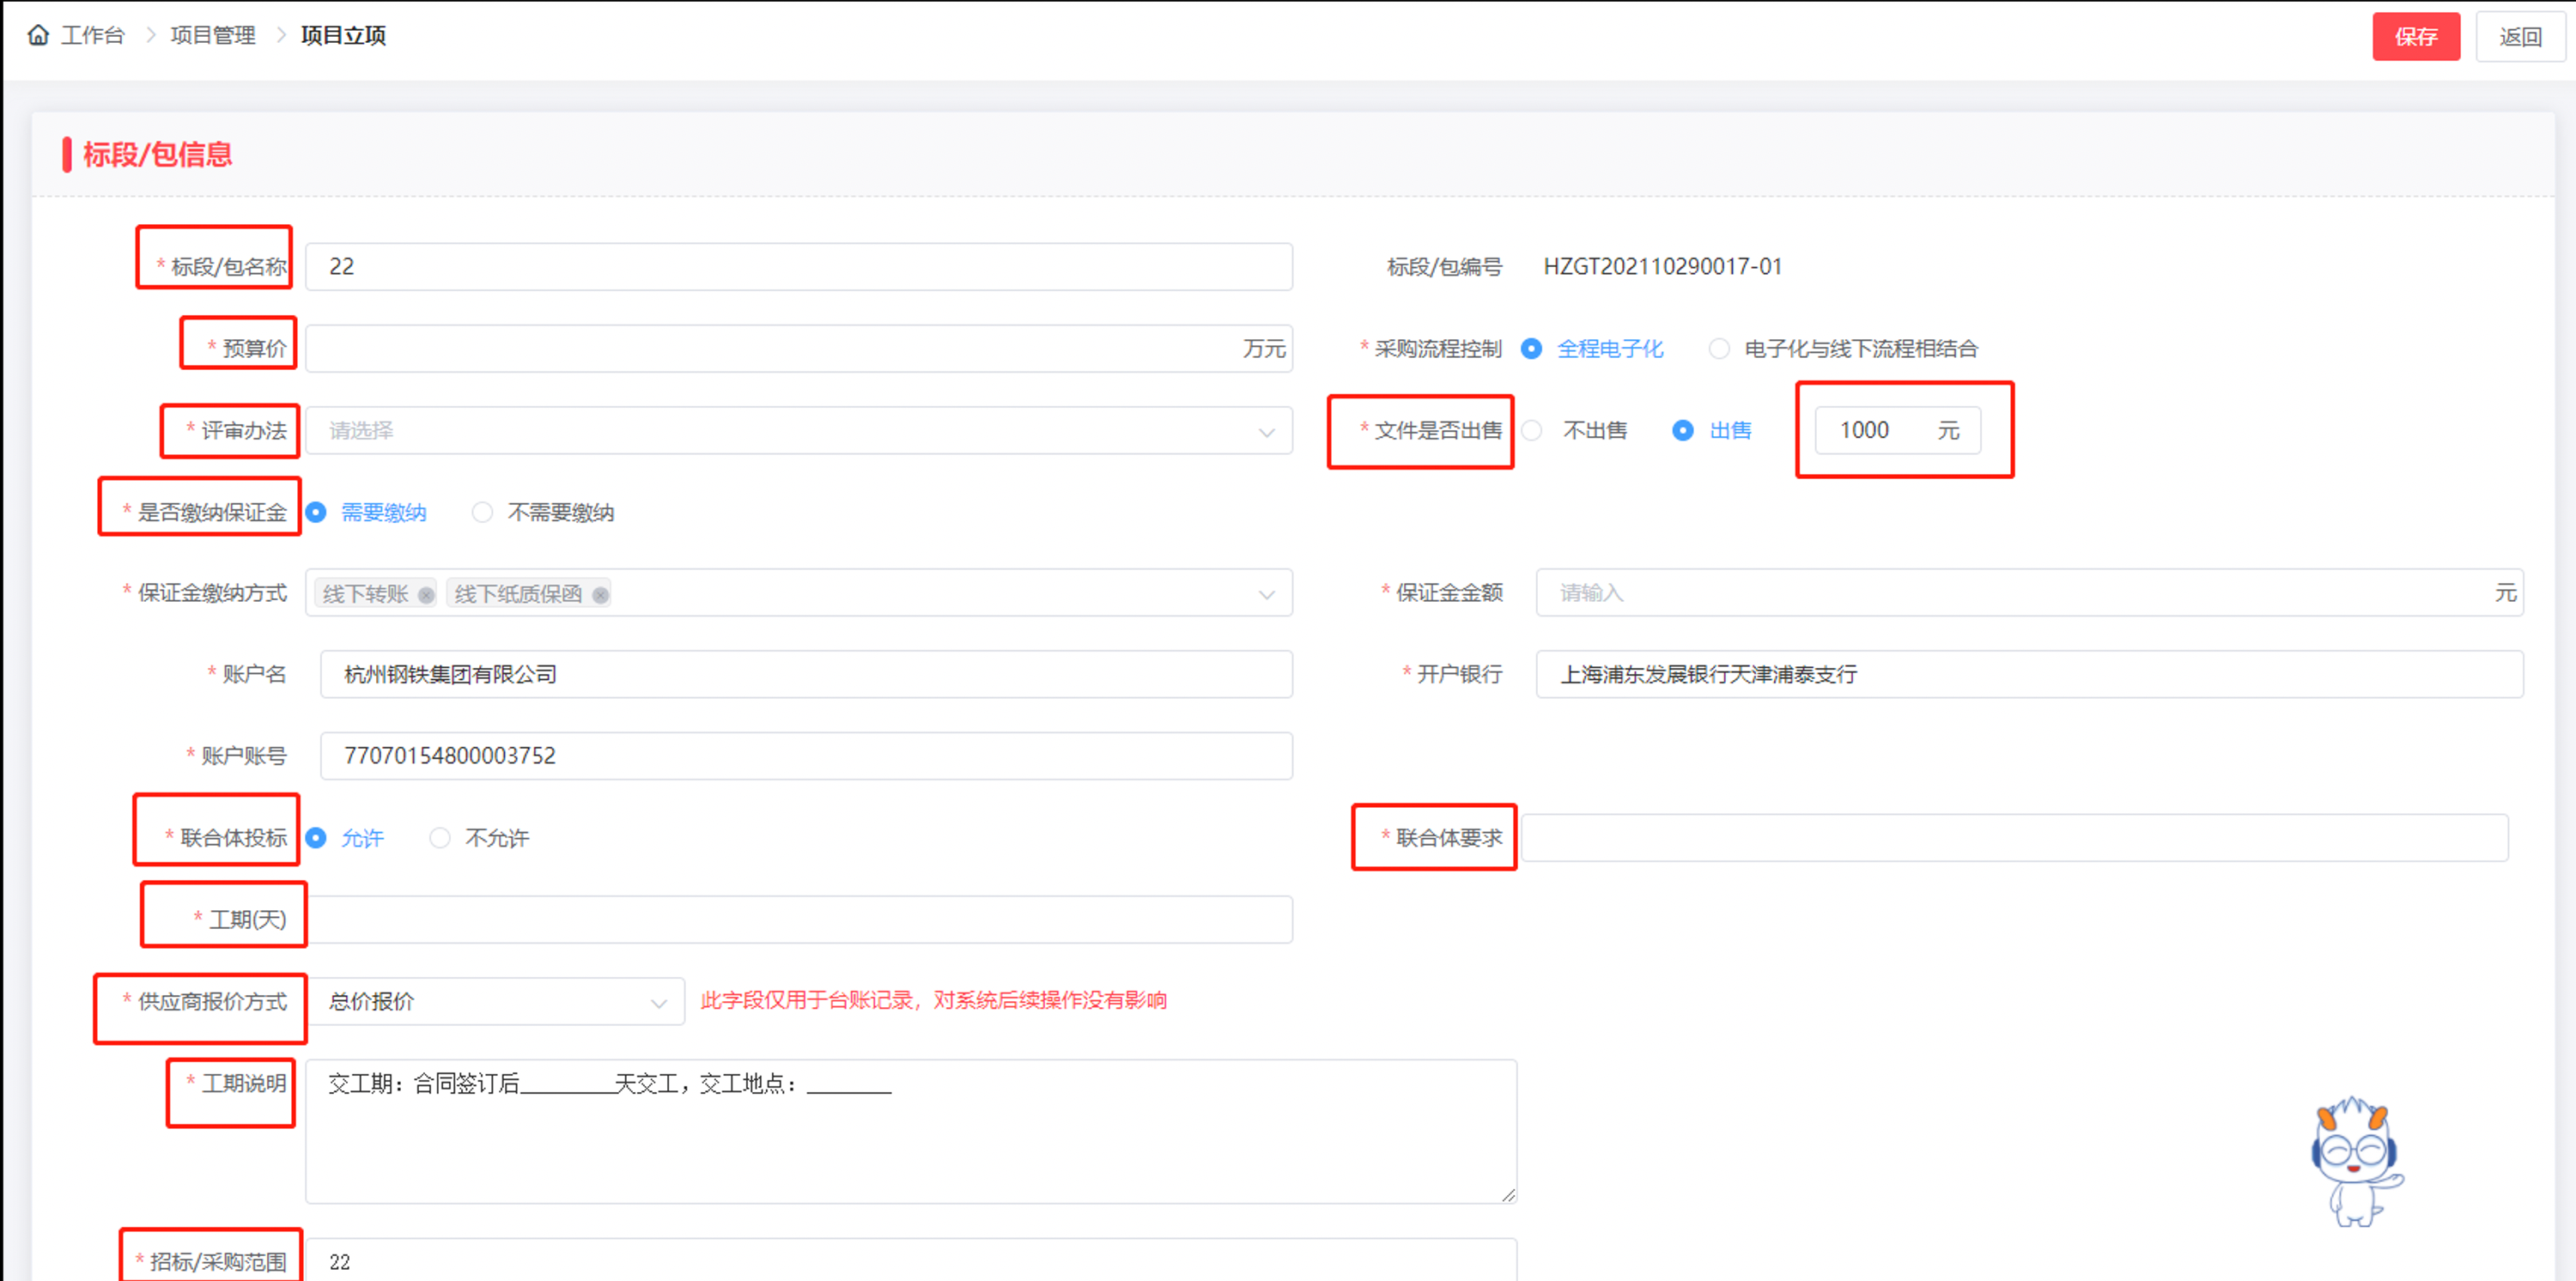 工作台 > 项目管理 > 项目立项 保存 返回
标段/包信息
* 标段/包名称 22 标段/包编号 HZGT202110290017-01
* 预算价 万元 * 采购流程控制 全程电子化 电子化与线下流程相结合
* 评审办法 请选择 * 文件是否出售 不出售 出售 1000 元
* 是否缴纳保证金 需要缴纳 不需要缴纳
* 保证金缴纳方式 线下转账 线下纸质保函 * 保证金金额 请输入 元
* 账户名 杭州钢铁集团有限公司 * 开户银行 上海浦东发展银行天津浦泰支行
* 账户账号 77070154800003752
* 联合体投标 允许 不允许 * 联合体要求
* 工期(天)
* 供应商报价方式 总价报价 此字段仅用于台账记录，对系统后续操作没有影响
* 工期说明 交工期：合同签订后_________天交工，交工地点：________
* 招标/采购范围 22